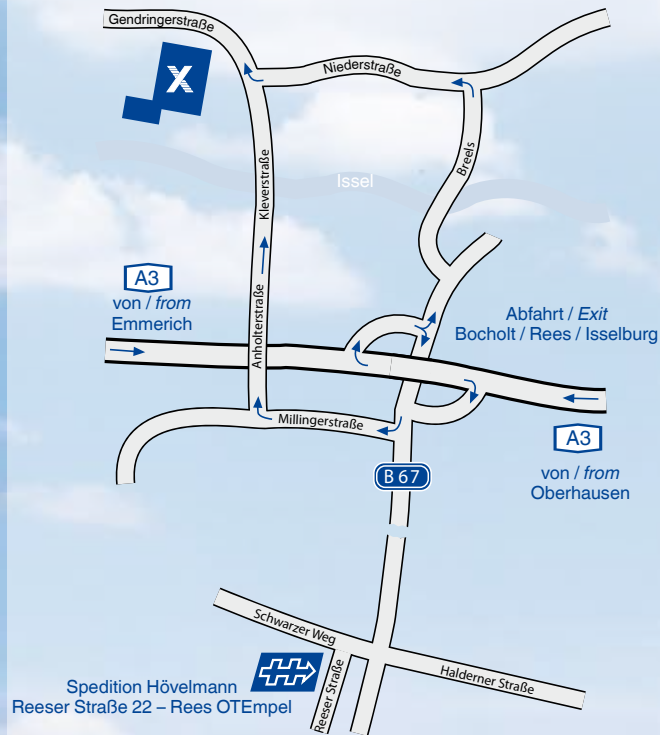 Gendringerstraße
X
Niederstraße
Breels
Kleverstraße
Issel
A3
von / from
Emmerich
Anholterstraße
Abfahrt / Exit
Bocholt / Rees / Isselburg
Millingerstraße
A3
von / from
Oberhausen
B 67
Schwarzer Weg
Halderner Straße
Reeser Straße
Spedition Hövelmann
Reeser Straße 22 – Rees OTEmpel